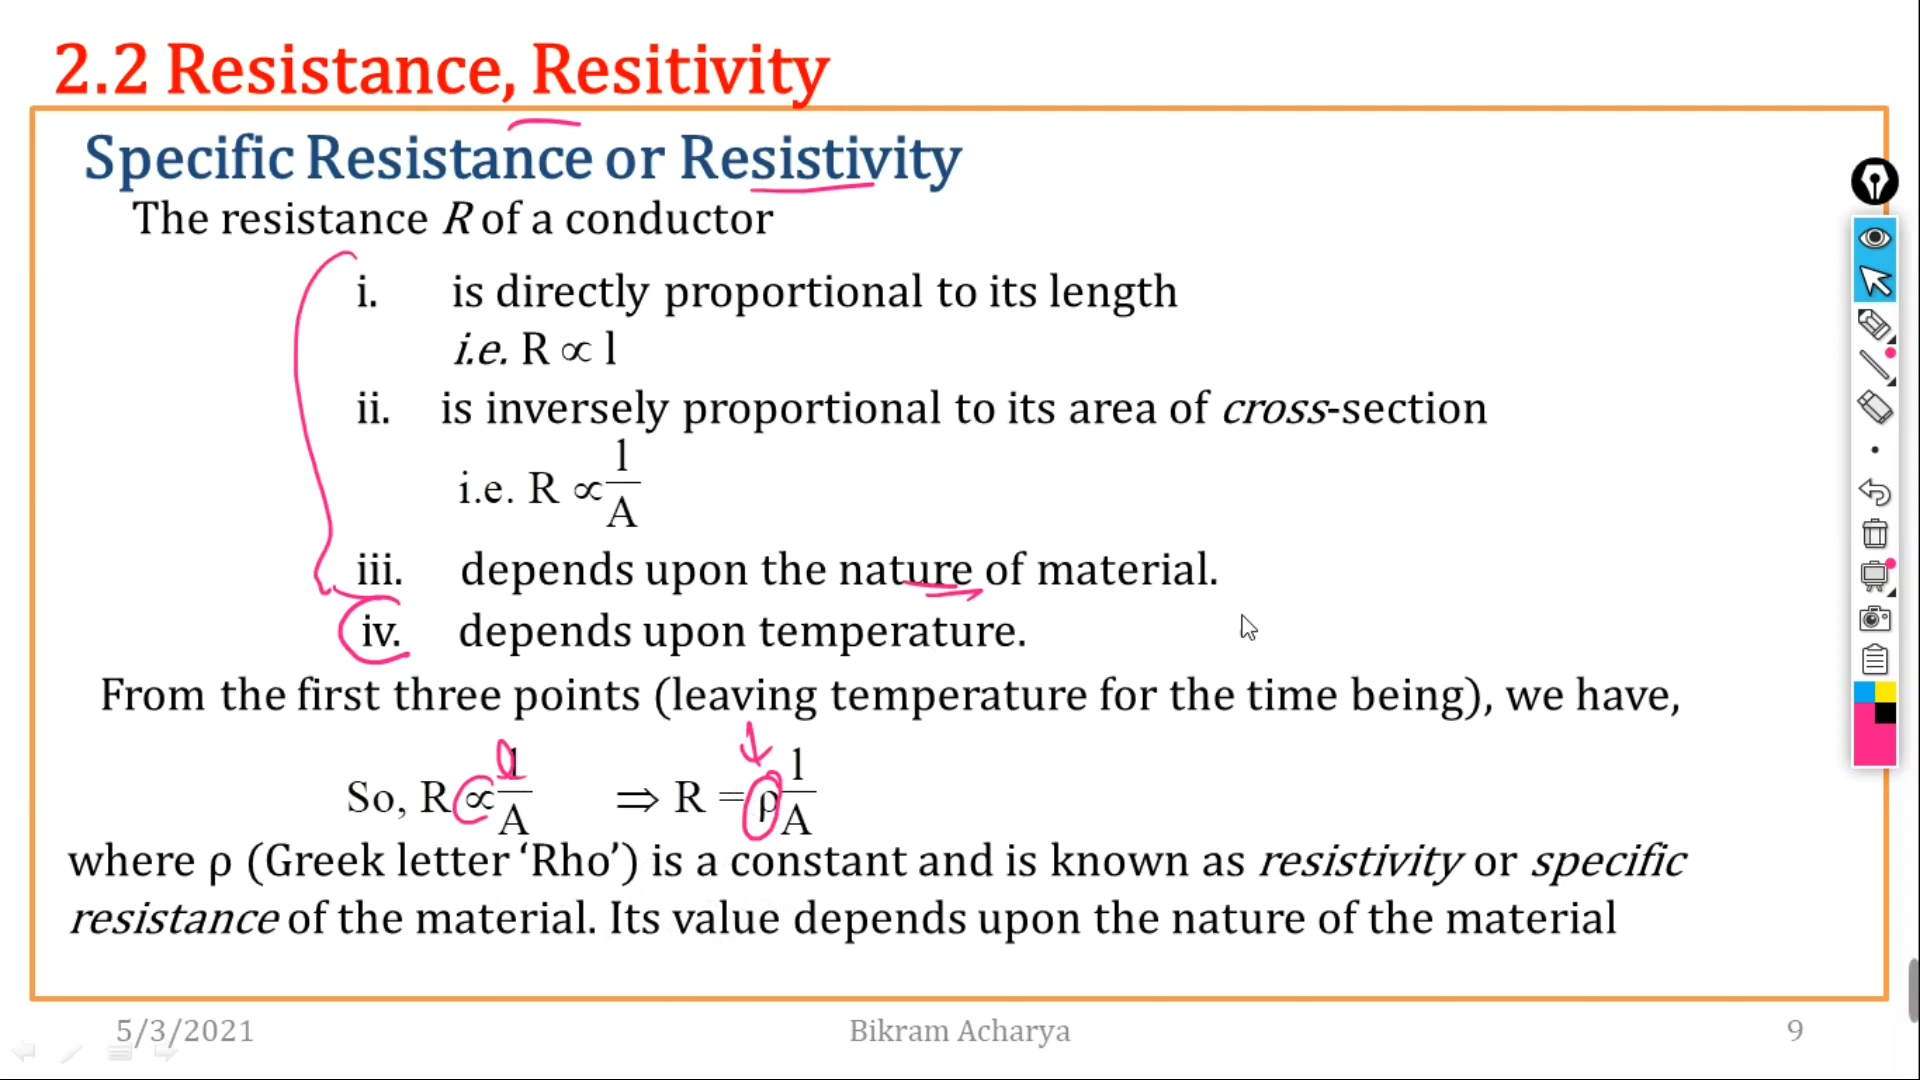 2.2 Resistance, Resitivity
Specific Resistance or Resistivity
The resistance R of a conductor
i. is directly proportional to its length
i.e. R ∝ l
ii. is inversely proportional to its area of cross-section
i.e. R ∝ 1/A
iii. depends upon the nature of material.
iv. depends upon temperature.
From the first three points (leaving temperature for the time being), we have,
So, R ∝ l/A ⇒ R = ρ l/A
where ρ (Greek letter ‘Rho’) is a constant and is known as resistivity or specific
resistance of the material. Its value depends upon the nature of the material
5/3/2021 Bikram Acharya 9